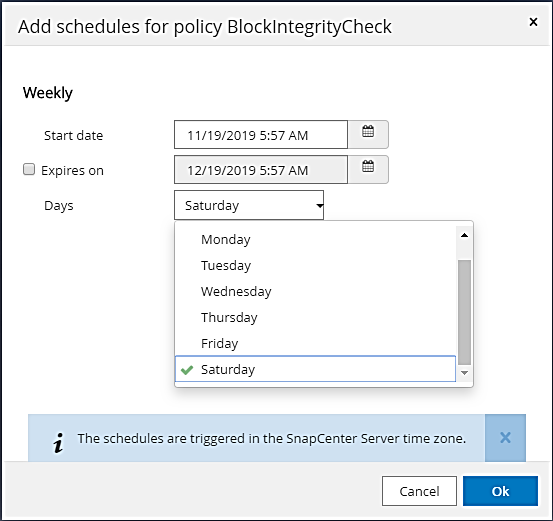 Add schedules for policy BlockIntegrityCheck
×
Weekly
Start date
11/19/2019 5:57 AM
Expires on
12/19/2019 5:57 AM
Days
Saturday
Monday
Tuesday
Wednesday
Thursday
Friday
Saturday
i The schedules are triggered in the SnapCenter Server time zone. ×
Cancel Ok